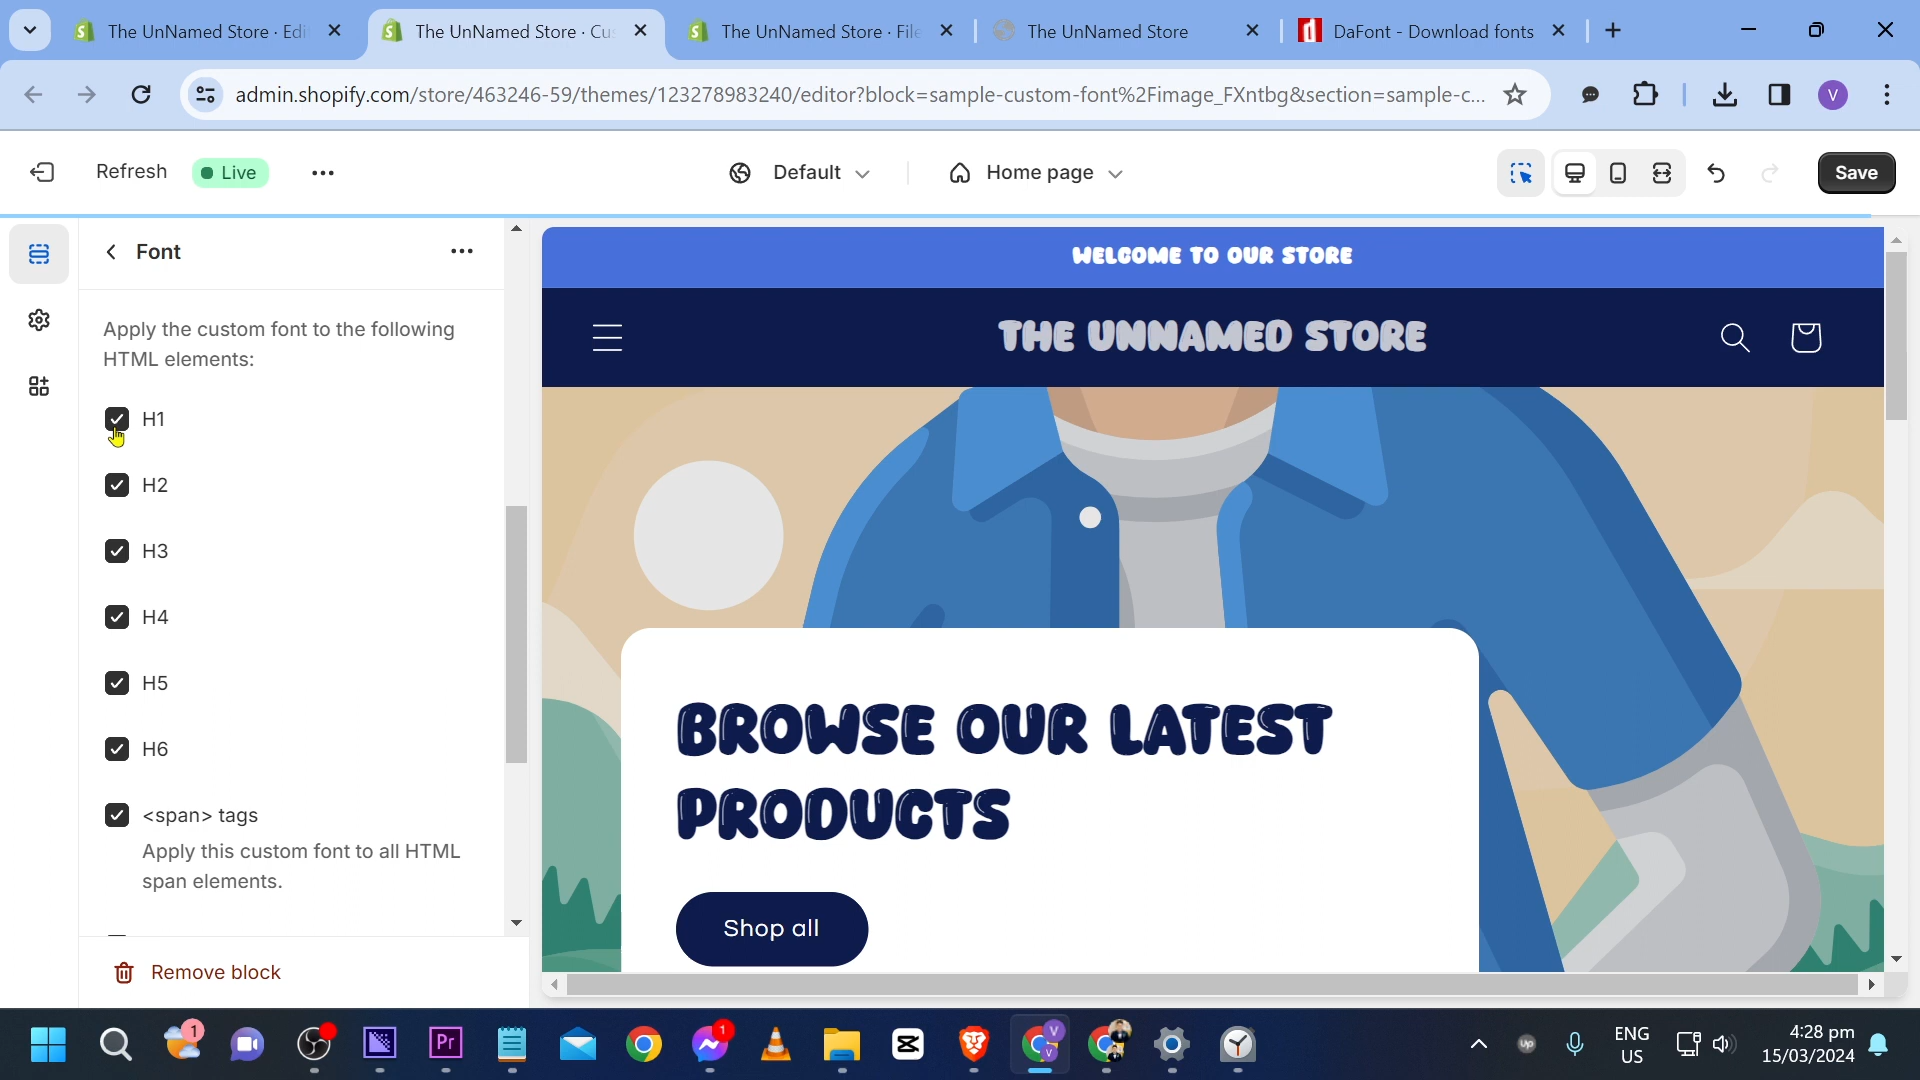 The UnNamed Store · Edi
The UnNamed Store · Cu
The UnNamed Store · File
The UnNamed Store
DaFont - Download fonts
admin.shopify.com/store/463246-59/themes/123278983240/editor?block=sample-custom-font%2Fimage_FXntbg&section=sample-c...
V
Refresh
Live
Default
Home page
Save
Font
Apply the custom font to the following
HTML elements:
H1
H2
H3
H4
H5
H6
<span> tags
Apply this custom font to all HTML
span elements.
Remove block
WELCOME TO OUR STORE
THE UNNAMED STORE
BROWSE OUR LATEST
PRODUCTS
Shop all
1
Pr
1
V
V
up
ENG
US
4:28 pm
15/03/2024